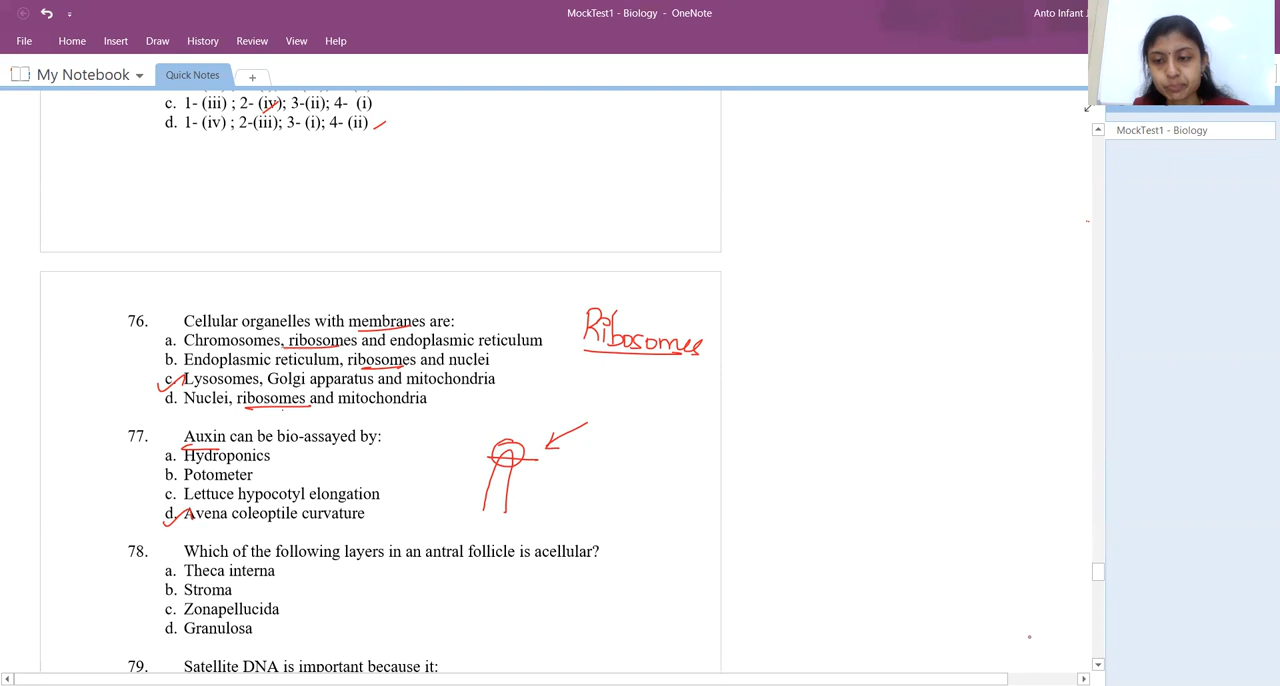 MockTest1 - Biology - OneNote
Anto Infant J
File Home Insert Draw History Review View Help
My Notebook
Quick Notes
+
c. 1- (iii) ; 2- (iv); 3-(ii); 4- (i)
d. 1- (iv) ; 2-(iii); 3- (i); 4- (ii)
MockTest1 - Biology
76. Cellular organelles with membranes are:
a. Chromosomes, ribosomes and endoplasmic reticulum
b. Endoplasmic reticulum, ribosomes and nuclei
c. Lysosomes, Golgi apparatus and mitochondria
d. Nuclei, ribosomes and mitochondria
Ribosomes
77. Auxin can be bio-assayed by:
a. Hydroponics
b. Potometer
c. Lettuce hypocotyl elongation
d. Avena coleoptile curvature
78. Which of the following layers in an antral follicle is acellular?
a. Theca interna
b. Stroma
c. Zonapellucida
d. Granulosa
79. Satellite DNA is important because it: